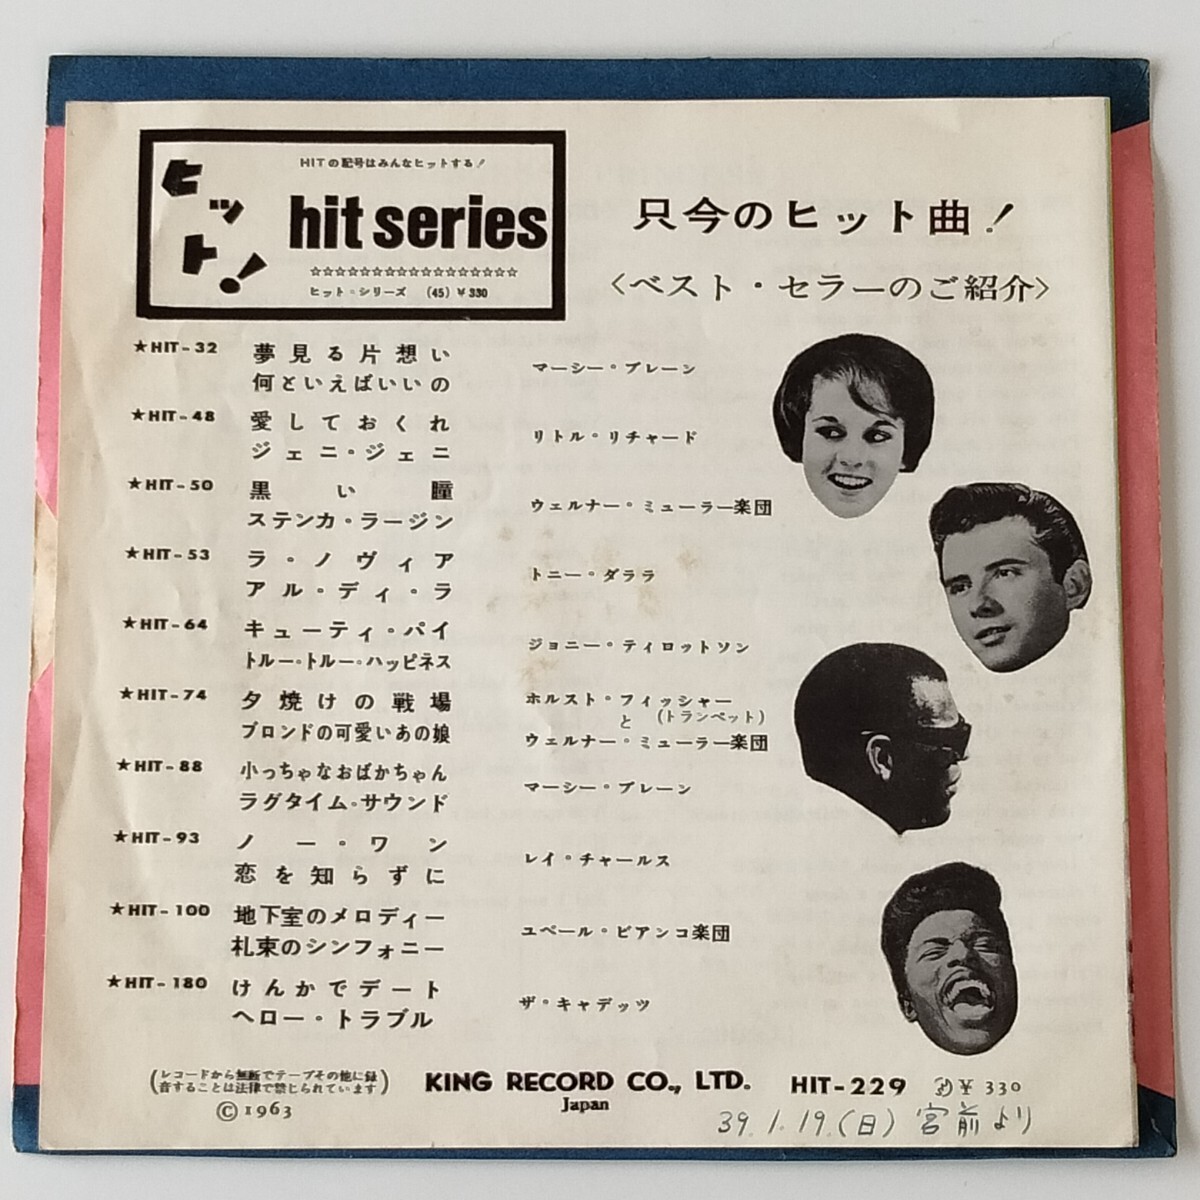 ヒット!
HITの記号はみんなヒットする!
hit series
☆☆☆☆☆☆☆☆☆☆☆☆☆☆☆☆☆
ヒット・シリーズ (45) ¥330
只今のヒット曲!
〈ベスト・セラーのご紹介〉
★HIT-32 夢見る片想い
何といえばいいの
マーシー・ブレーン
★HIT-48 愛しておくれ
ジェニ・ジェニ
リトル・リチャード
★HIT-50 黒い瞳
ステンカ・ラージン
ウェルナー・ミューラー楽団
★HIT-53 ラ・ノヴィア
アル・ディ・ラ
トニー・ダララ
★HIT-64 キューティ・パイ
トルー・トルー・ハッピネス
ジョニー・ティロットソン
★HIT-74 夕焼けの戦場
ブロンドの可愛いあの娘
ホルスト・フィッシャー
と (トランペット)
ウェルナー・ミューラー楽団
★HIT-88 小っちゃなおばかちゃん
ラグタイム・サウンド
マーシー・ブレーン
★HIT-93 ノー・ワン
恋を知らずに
レイ・チャールス
★HIT-100 地下室のメロディー
札束のシンフォニー
ユベール・ビアンコ楽団
★HIT-180 けんかでデート
ヘロー・トラブル
ザ・キャデッツ
(レコードから無断でテープその他に録
音することは法律で禁じられています)
© 1963
KING RECORD CO., LTD.
Japan
HIT-229 ¥330
39.1.19.(日) 宮前より